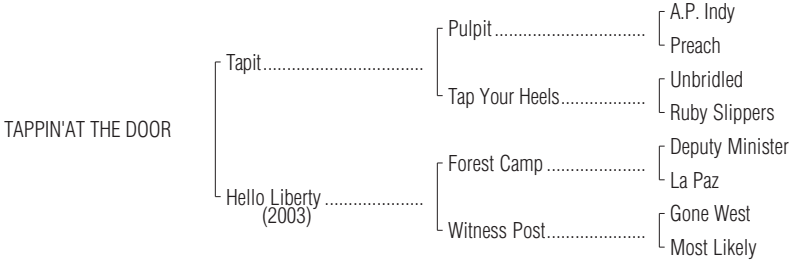 A.P. Indy
Pulpit..................................
Preach
Tapit....................................
Unbridled
Tap Your Heels...................
Ruby Slippers
TAPPIN'AT THE DOOR
Deputy Minister
Forest Camp ......................
La Paz
Hello Liberty ......................
(2003)
Gone West
Witness Post......................
Most Likely